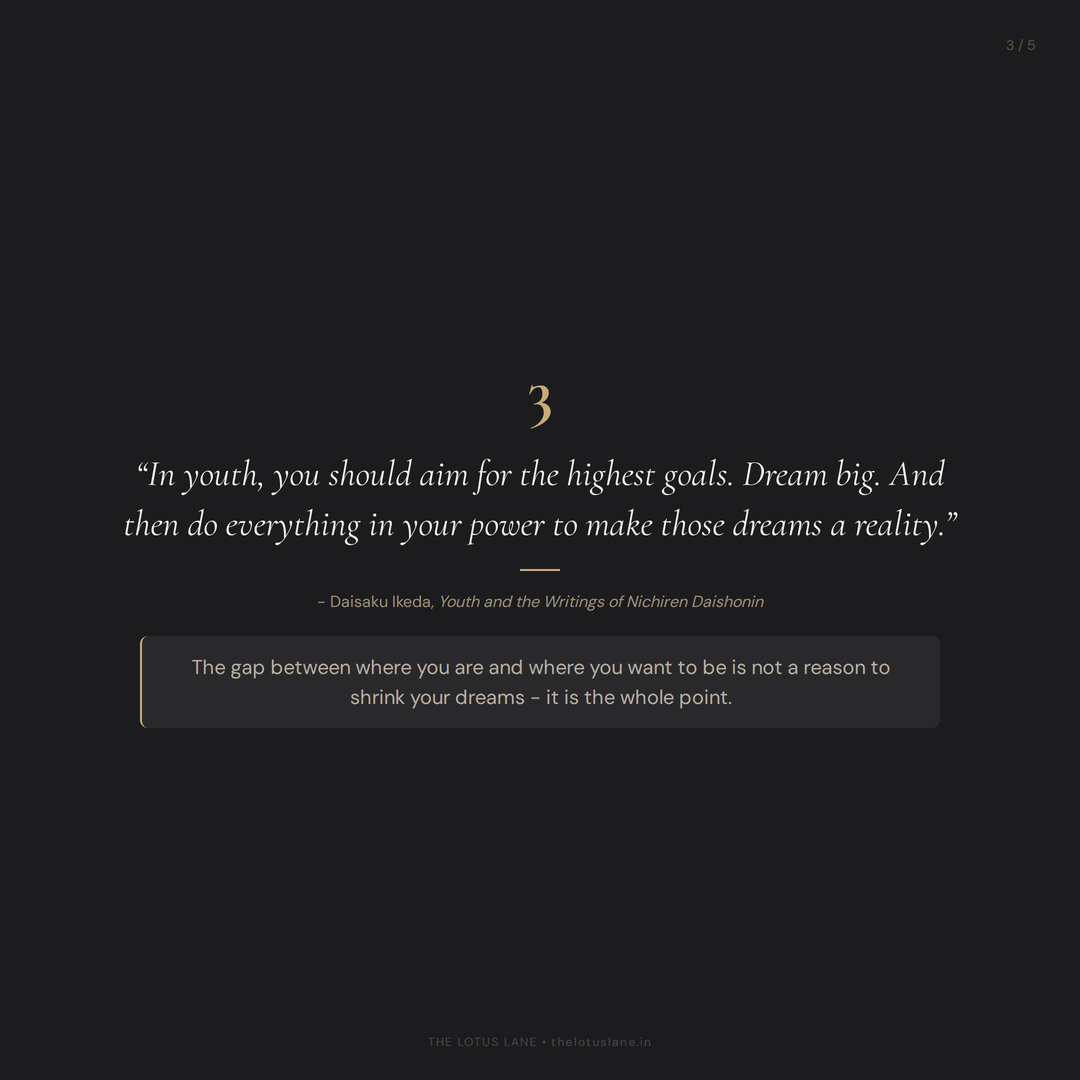 3 / 5
3
“In youth, you should aim for the highest goals. Dream big. And
then do everything in your power to make those dreams a reality.”
– Daisaku Ikeda, Youth and the Writings of Nichiren Daishonin
The gap between where you are and where you want to be is not a reason to
shrink your dreams – it is the whole point.
THE LOTUS LANE • thelotuslane.in